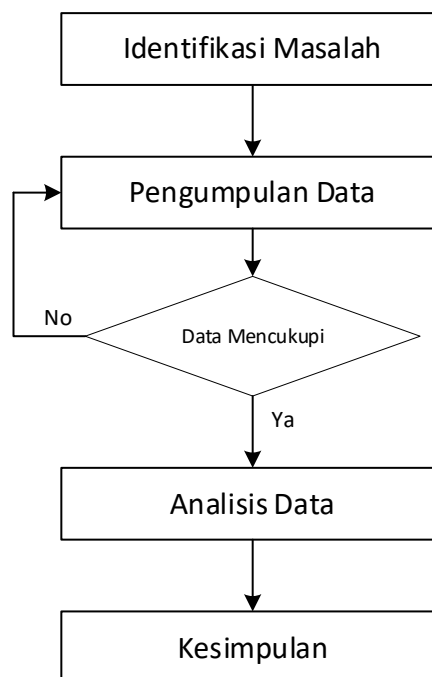 Identifikasi Masalah
Pengumpulan Data
No
Data Mencukupi
Ya
Analisis Data
Kesimpulan